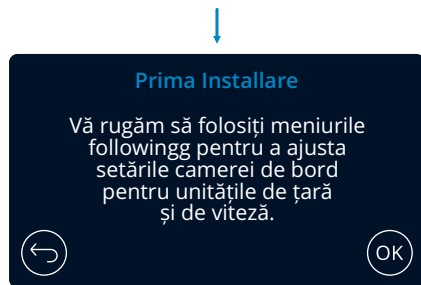 Prima Installare
Vă rugăm să folosiți meniurile
followingg pentru a ajusta
setările camerei de bord
pentru unitățile de țară
și de viteză.
OK